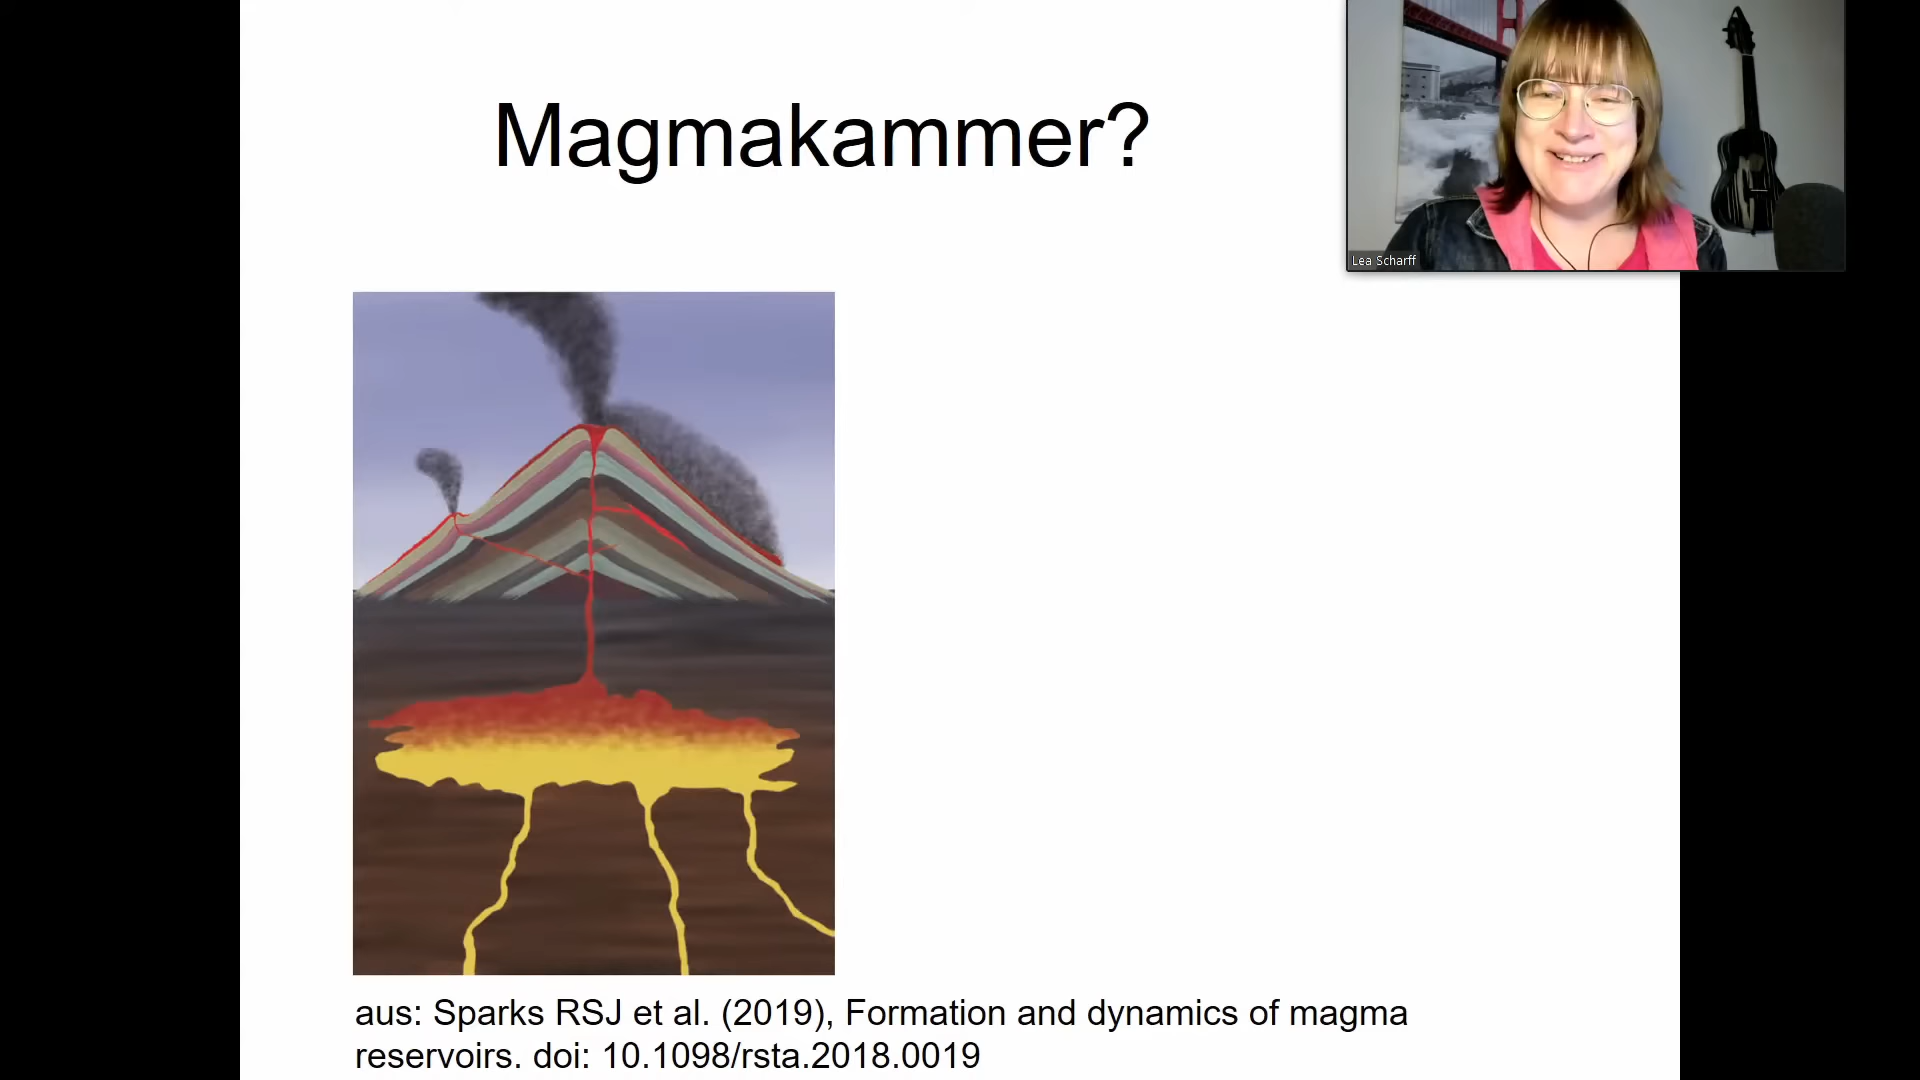 Magmakammer?
Lea Scharff
aus: Sparks RSJ et al. (2019), Formation and dynamics of magma
reservoirs. doi: 10.1098/rsta.2018.0019